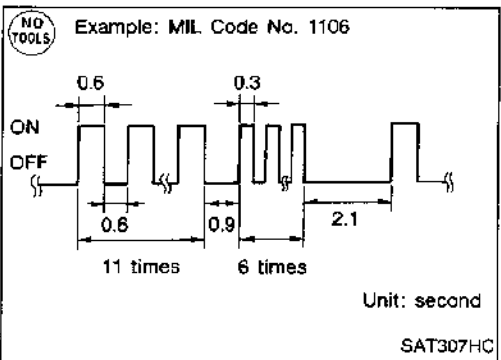 NO TOOLS
Example: MIL Code No. 1106
0.6
0.3
ON
OFF
0.6
0.9
2.1
11 times
6 times
Unit: second
SAT307HC